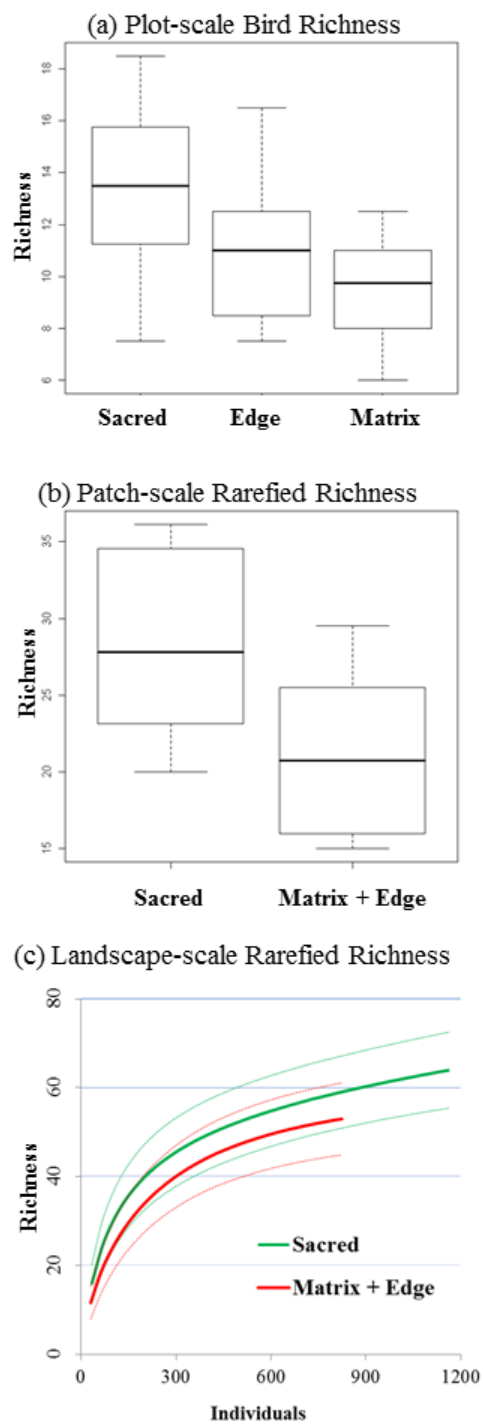 (a) Plot-scale Bird Richness
18
16
14
12
10
8
6
Richness
Sacred Edge Matrix
(b) Patch-scale Rarefied Richness
35
30
25
20
15
Richness
Sacred Matrix + Edge
(c) Landscape-scale Rarefied Richness
80
60
40
20
0
Richness
Sacred
Matrix + Edge
0 300 600 900 1200
Individuals